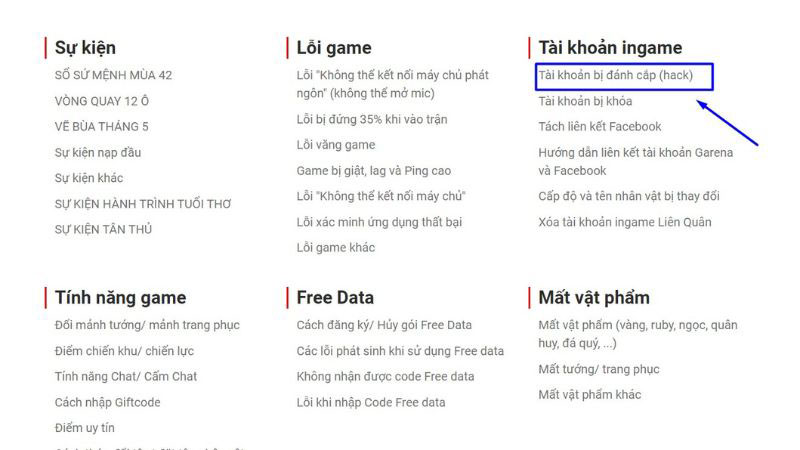 Sự kiện
SỔ SỨ MỆNH MÙA 42
VÒNG QUAY 12 Ô
VẼ BÙA THÁNG 5
Sự kiện nạp đầu
Sự kiện khác
SỰ KIỆN HÀNH TRÌNH TUỔI THƠ
SỰ KIỆN TÂN THỦ
Lỗi game
Lỗi "Không thể kết nối máy chủ phát
ngôn" (không thể mở mic)
Lỗi bị đứng 35% khi vào trận
Lỗi văng game
Game bị giật, lag và Ping cao
Lỗi "Không thể kết nối máy chủ"
Lỗi xác minh ứng dụng thất bại
Lỗi game khác
Tài khoản ingame
Tài khoản bị đánh cắp (hack)
Tài khoản bị khóa
Tách liên kết Facebook
Hướng dẫn liên kết tài khoản Garena
và Facebook
Cấp độ và tên nhân vật bị thay đổi
Xóa tài khoản ingame Liên Quân
Tính năng game
Đổi mảnh tướng/ mảnh trang phục
Điểm chiến khu/ chiến lực
Tính năng Chat/ Cấm Chat
Cách nhập Giftcode
Điểm uy tín
Free Data
Cách đăng ký/ Hủy gói Free Data
Các lỗi phát sinh khi sử dụng Free data
Không nhận được code Free data
Lỗi khi nhập Code Free data
Mất vật phẩm
Mất vật phẩm (vàng, ruby, ngọc, quân
huy, đá quý, ...)
Mất tướng/ trang phục
Mất vật phẩm khác